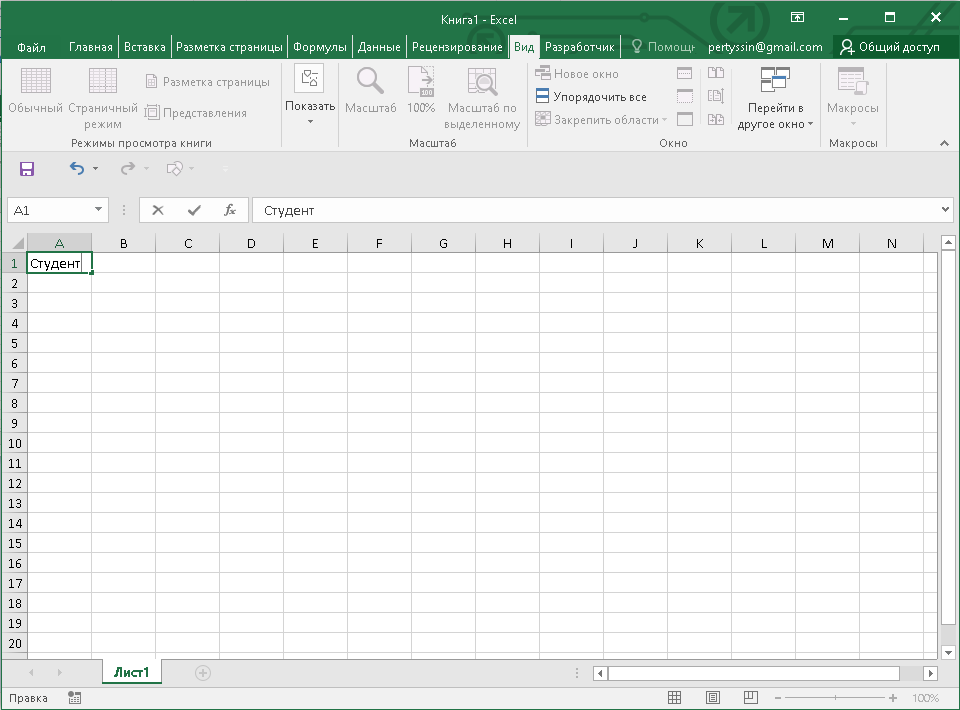 Книга1 - Excel
Файл Главная Вставка Разметка страницы Формулы Данные Рецензирование Вид Разработчик Помощь pertyssin@gmail.com Общий доступ
Обычный Страничный режим Разметка страницы Представления Показать Масштаб 100% Масштаб по выделенному Новое окно Упорядочить все Закрепить области Перейти в другое окно Макросы
Режимы просмотра книги Масштаб Окно Макросы
A1 fx Студент
A B C D E F G H I J K L M N
1 Студент
2
3
4
5
6
7
8
9
10
11
12
13
14
15
16
17
18
19
20
Лист1
Правка 100%